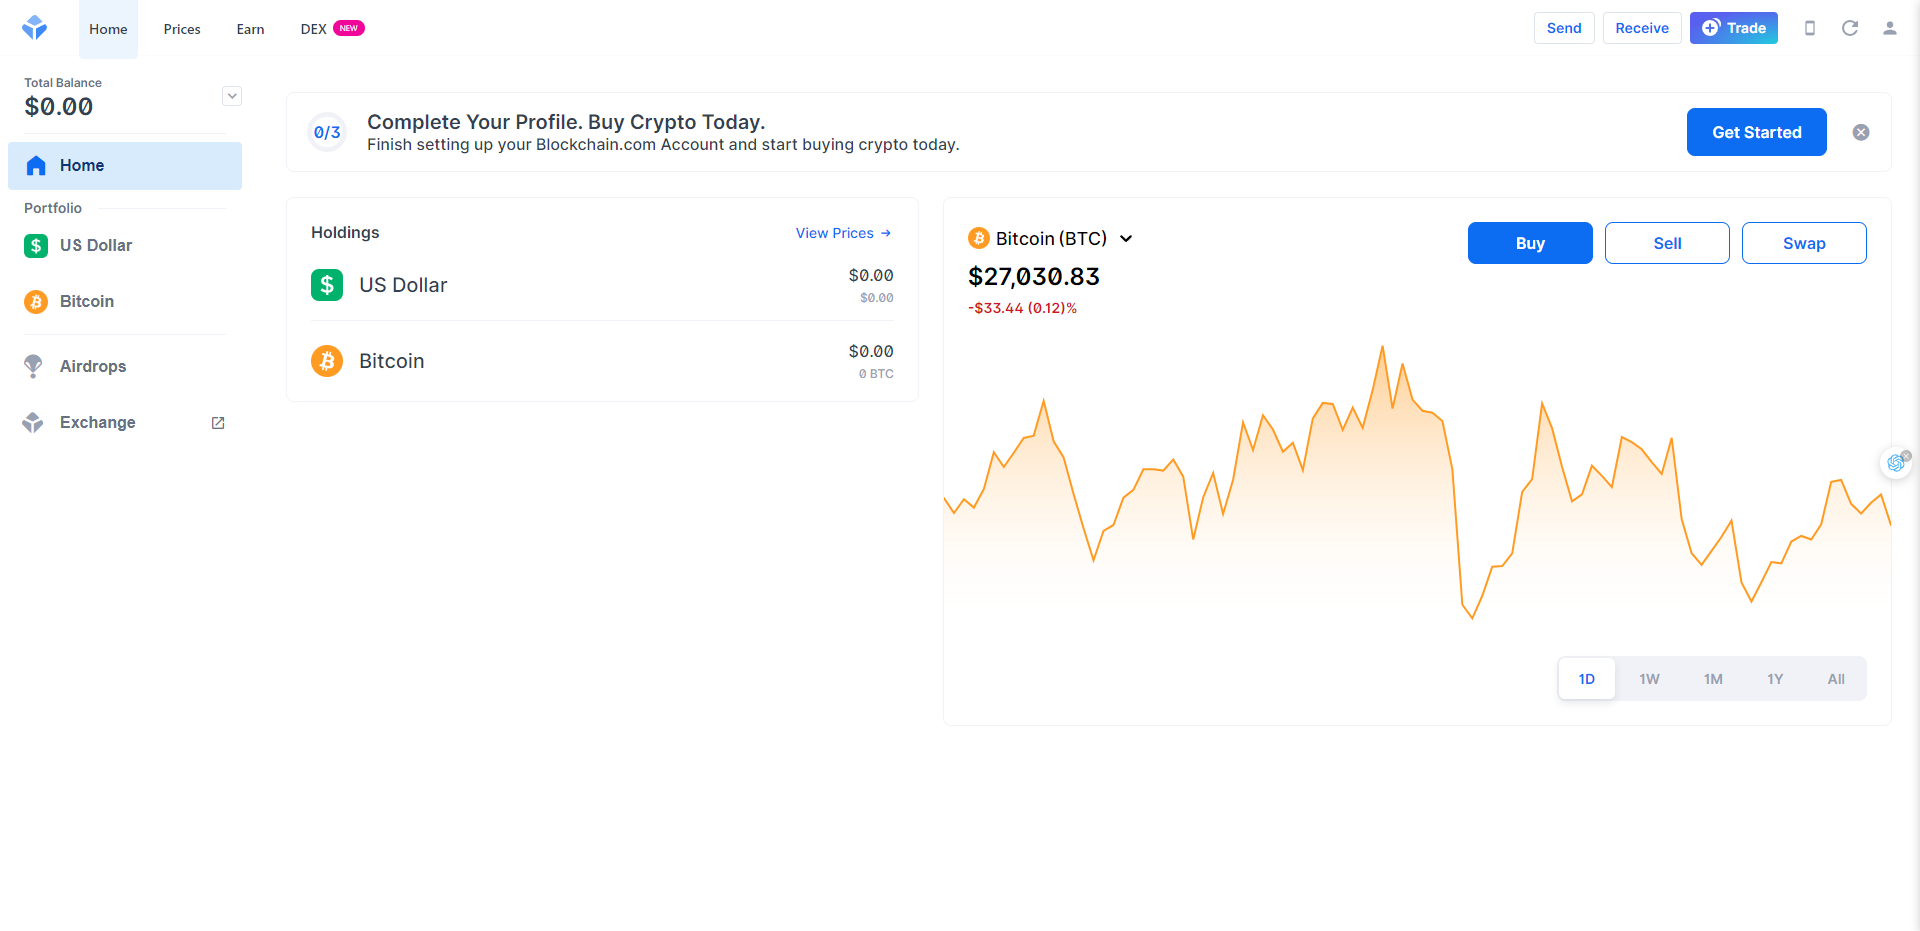 Home
Prices
Earn
DEX NEW
Send
Receive
Trade
Total Balance
$0.00
Home
Portfolio
US Dollar
Bitcoin
Airdrops
Exchange
0/3
Complete Your Profile. Buy Crypto Today.
Finish setting up your Blockchain.com Account and start buying crypto today.
Get Started
Holdings
View Prices →
US Dollar
$0.00
$0.00
Bitcoin
$0.00
0 BTC
Bitcoin (BTC)
$27,030.83
-$33.44 (0.12)%
Buy
Sell
Swap
1D
1W
1M
1Y
All